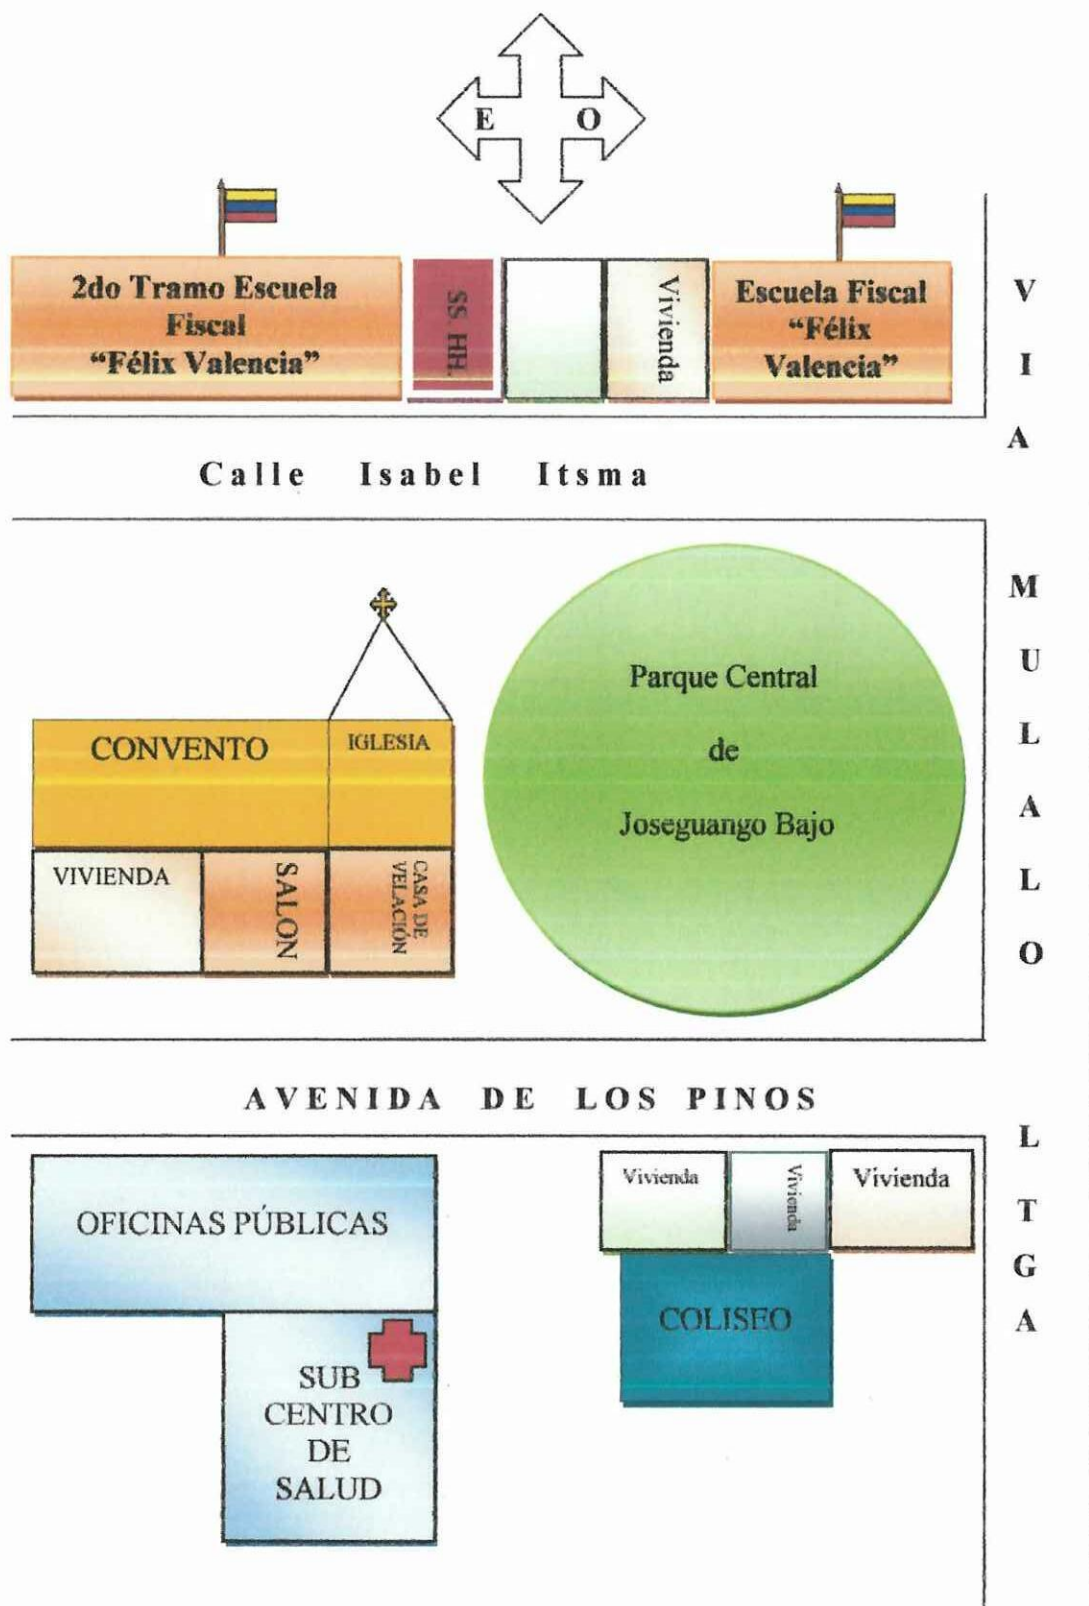 E O
2do Tramo Escuela
Fiscal
“Félix Valencia”
SS. HH.
Vivienda
Escuela Fiscal
“Félix
Valencia”
Calle Isabel Itsma
CONVENTO
IGLESIA
VIVIENDA
SALON
CASA DE
VELACIÓN
Parque Central
de
Joseguango Bajo
AVENIDA DE LOS PINOS
OFICINAS PÚBLICAS
SUB
CENTRO
DE
SALUD
Vivienda
Vivienda
Vivienda
COLISEO
V
I
A
M
U
L
A
L
O
L
T
G
A